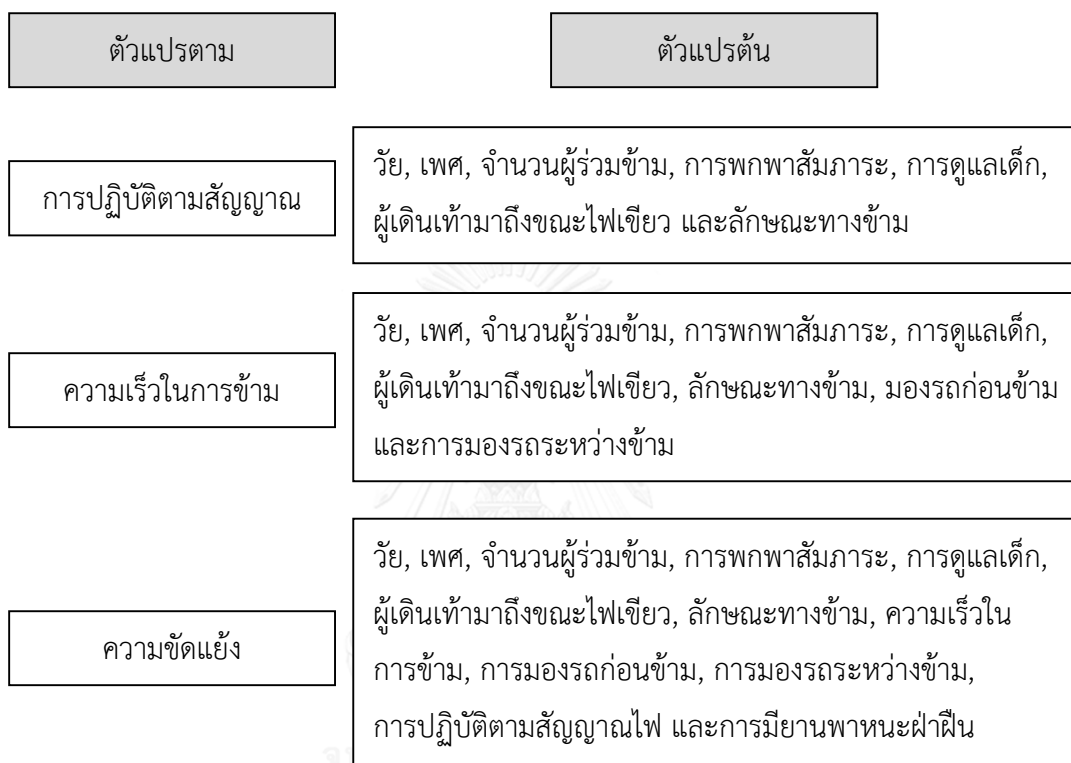 ตัวแปรตาม
ตัวแปรต้น
การปฏิบัติตามสัญญาณ
วัย, เพศ, จำนวนผู้ร่วมข้าม, การพกพาสัมภาระ, การดูแลเด็ก,
ผู้เดินเท้ามาถึงขณะไฟเขียว และลักษณะทางข้าม
ความเร็วในการข้าม
วัย, เพศ, จำนวนผู้ร่วมข้าม, การพกพาสัมภาระ, การดูแลเด็ก,
ผู้เดินเท้ามาถึงขณะไฟเขียว, ลักษณะทางข้าม, มองรถก่อนข้าม
และการมองรถระหว่างข้าม
ความขัดแย้ง
วัย, เพศ, จำนวนผู้ร่วมข้าม, การพกพาสัมภาระ, การดูแลเด็ก,
ผู้เดินเท้ามาถึงขณะไฟเขียว, ลักษณะทางข้าม, ความเร็วใน
การข้าม, การมองรถก่อนข้าม, การมองรถระหว่างข้าม,
การปฏิบัติตามสัญญาณไฟ และการมียานพาหนะฝ่าฝืน